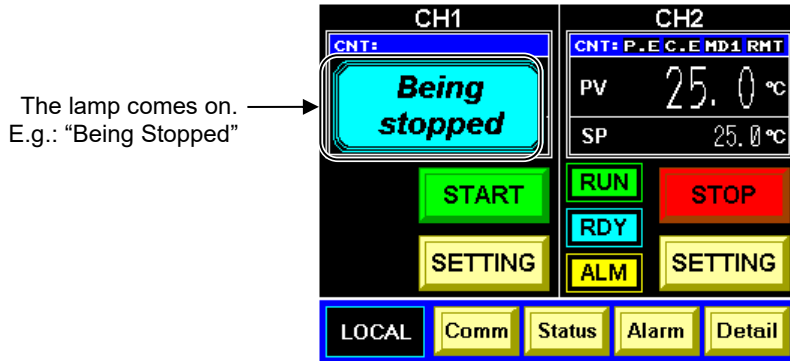 The lamp comes on.
E.g.: “Being Stopped”
CH1
CNT:
Being
stopped
START
SETTING
CH2
CNT: P.E C.E MD1 RMT
PV 25.0 ℃
SP 25.0 ℃
RUN
RDY
ALM
STOP
SETTING
LOCAL Comm Status Alarm Detail